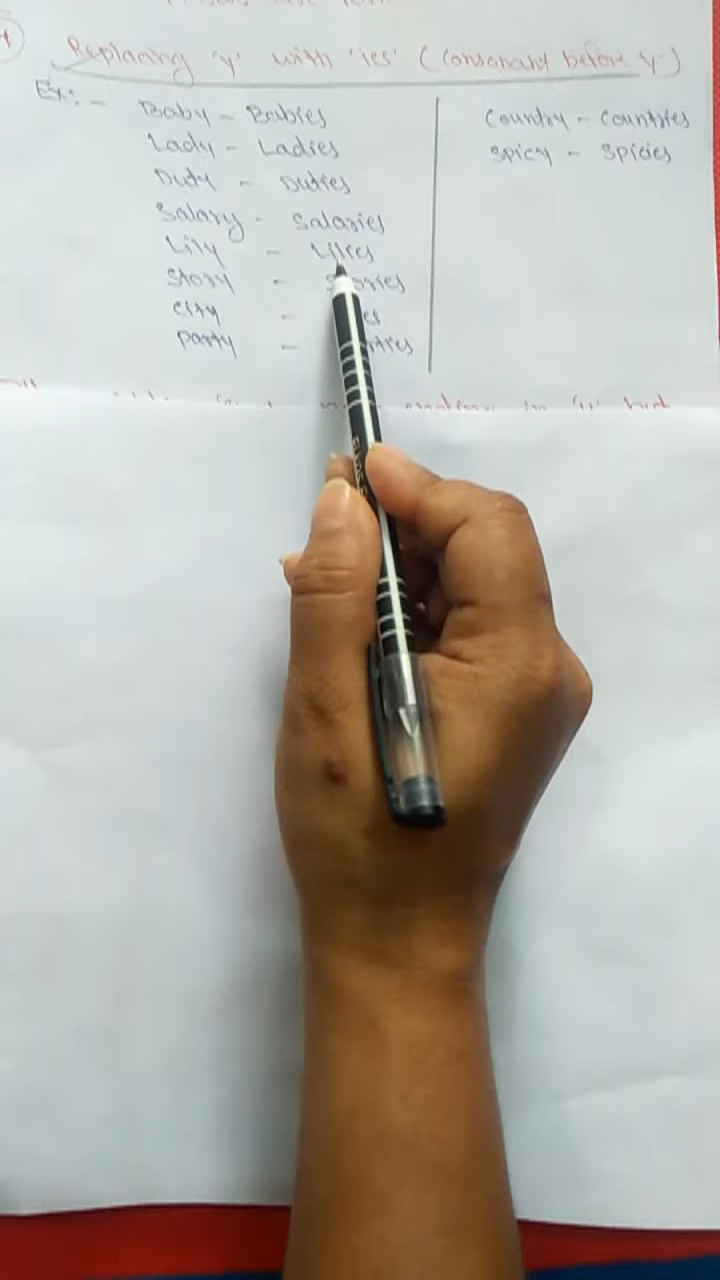 Replacing 'y' with 'ies' (consonant before 'y')
Ex:- Baby - Babies
Lady - Ladies
Duty - Duties
Salary - Salaries
Lily - Lilies
Story - Stories
City -
Party -
Country - Countries
Spicy - Spicies